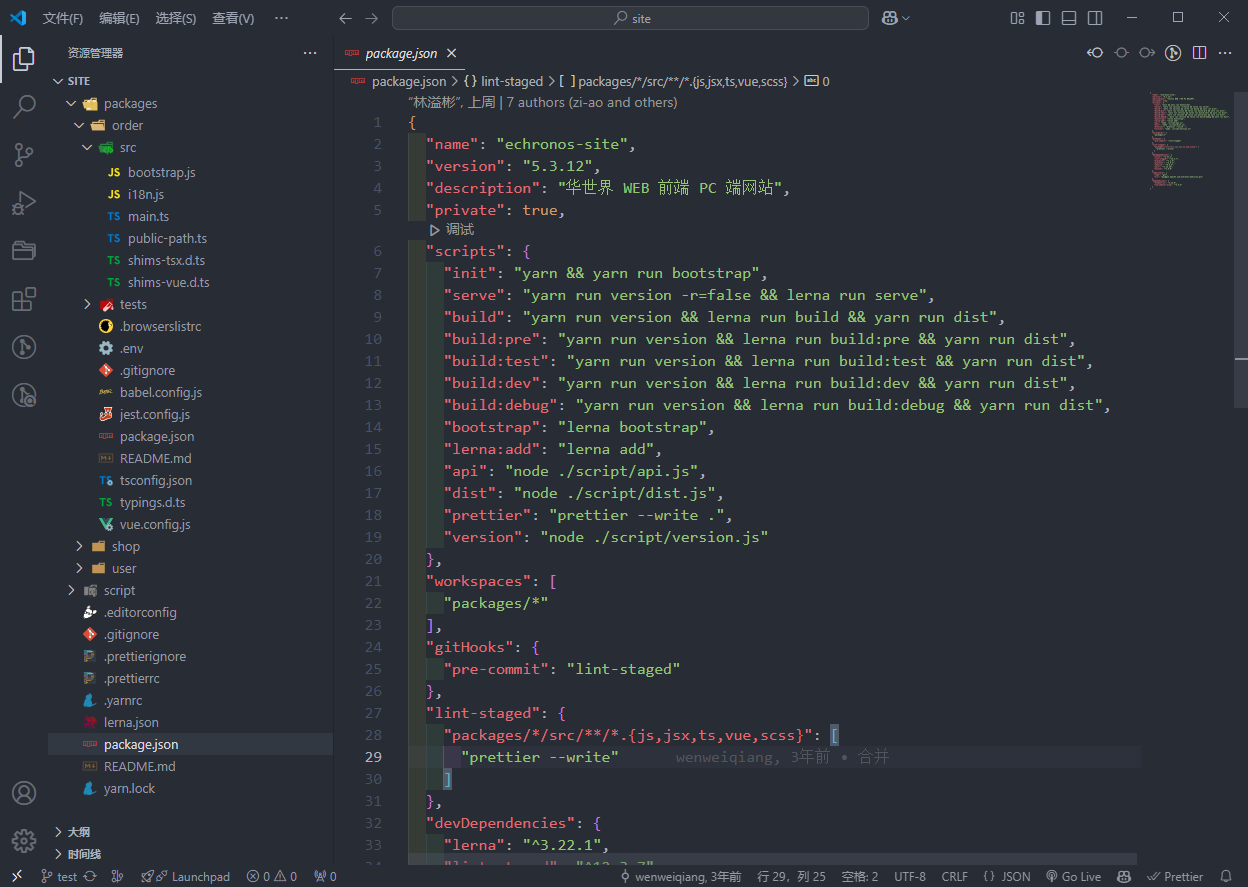 文件(F) 编辑(E) 选择(S) 查看(V) ··· site
资源管理器 ···
SITE
packages
order
src
JS bootstrap.js
JS i18n.js
TS main.ts
TS public-path.ts
TS shims-tsx.d.ts
TS shims-vue.d.ts
tests
.browserslistrc
.env
.gitignore
babel.config.js
jest.config.js
package.json
README.md
tsconfig.json
TS typings.d.ts
vue.config.js
shop
user
script
.editorconfig
.gitignore
.prettierignore
.prettierrc
.yarnrc
lerna.json
package.json
README.md
yarn.lock
大纲
时间线
package.json
package.json > { } lint-staged > [ ] packages/*/src/**/*.{js,jsx,ts,vue,scss} > abc 0
"林溢彬", 上周 | 7 authors (zi-ao and others)
1 {
2 "name": "echronos-site",
3 "version": "5.3.12",
4 "description": "华世界 WEB 前端 PC 端网站",
5 "private": true,
调试
6 "scripts": {
7 "init": "yarn && yarn run bootstrap",
8 "serve": "yarn run version -r=false && lerna run serve",
9 "build": "yarn run version && lerna run build && yarn run dist",
10 "build:pre": "yarn run version && lerna run build:pre && yarn run dist",
11 "build:test": "yarn run version && lerna run build:test && yarn run dist",
12 "build:dev": "yarn run version && lerna run build:dev && yarn run dist",
13 "build:debug": "yarn run version && lerna run build:debug && yarn run dist",
14 "bootstrap": "lerna bootstrap",
15 "lerna:add": "lerna add",
16 "api": "node ./script/api.js",
17 "dist": "node ./script/dist.js",
18 "prettier": "prettier --write .",
19 "version": "node ./script/version.js"
20 },
21 "workspaces": [
22 "packages/*"
23 ],
24 "gitHooks": {
25 "pre-commit": "lint-staged"
26 },
27 "lint-staged": {
28 "packages/*/src/**/*.{js,jsx,ts,vue,scss}": [
29 "prettier --write" wenweiqiang, 3年前 • 合并
30 ]
31 },
32 "devDependencies": {
33 "lerna": "^3.22.1",
test Launchpad 0 0 0 wenweiqiang, 3年前 行 29，列 25 空格: 2 UTF-8 CRLF { } JSON Go Live Prettier